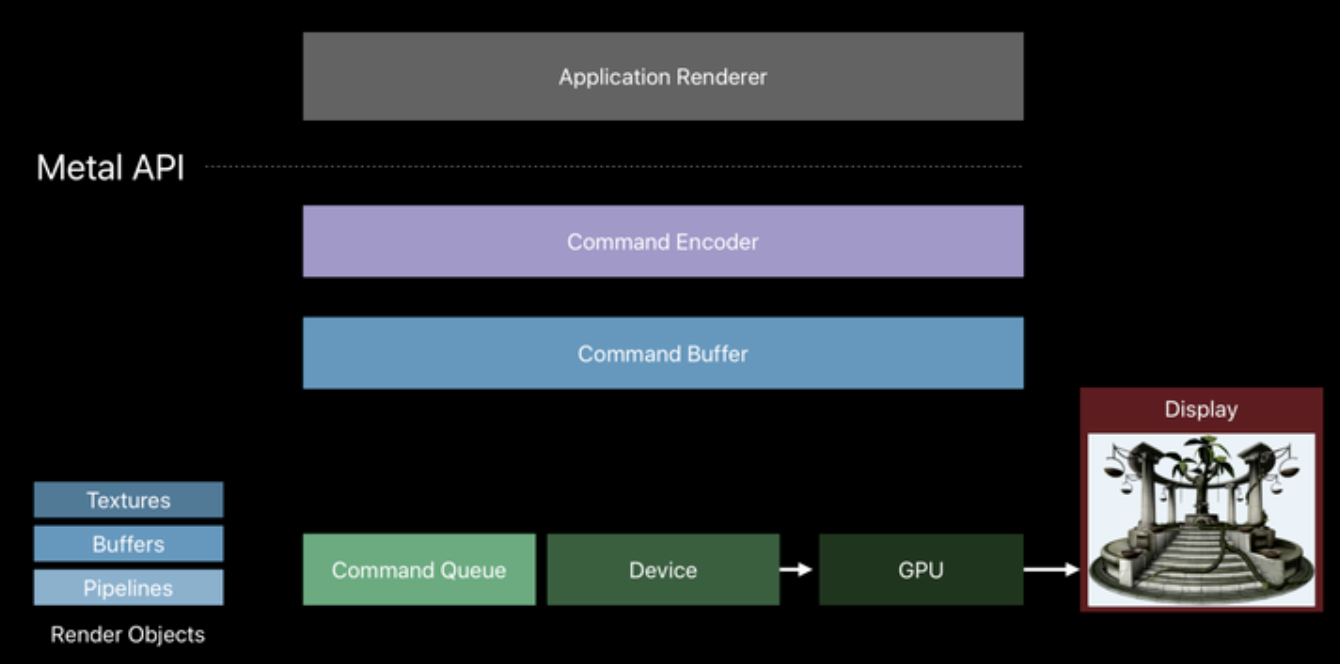 Application Renderer
Metal API
Command Encoder
Command Buffer
Display
Textures
Buffers
Pipelines
Render Objects
Command Queue
Device
GPU